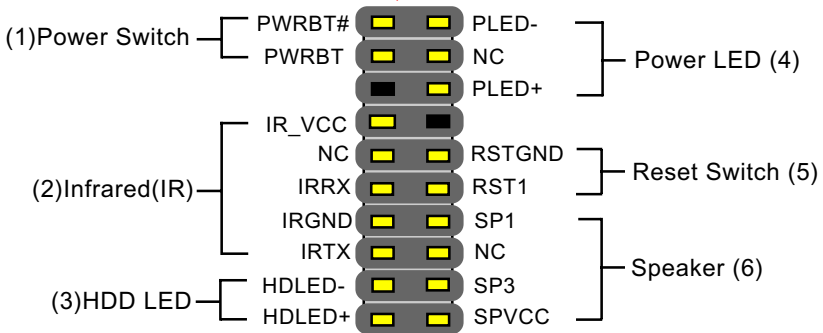 PWRBT# PLED-
(1)Power Switch
PWRBT NC
Power LED (4)
PLED+
IR_VCC
NC RSTGND
Reset Switch (5)
(2)Infrared(IR)
IRRX RST1
IRGND SP1
IRTX NC
Speaker (6)
HDLED- SP3
(3)HDD LED
HDLED+ SPVCC